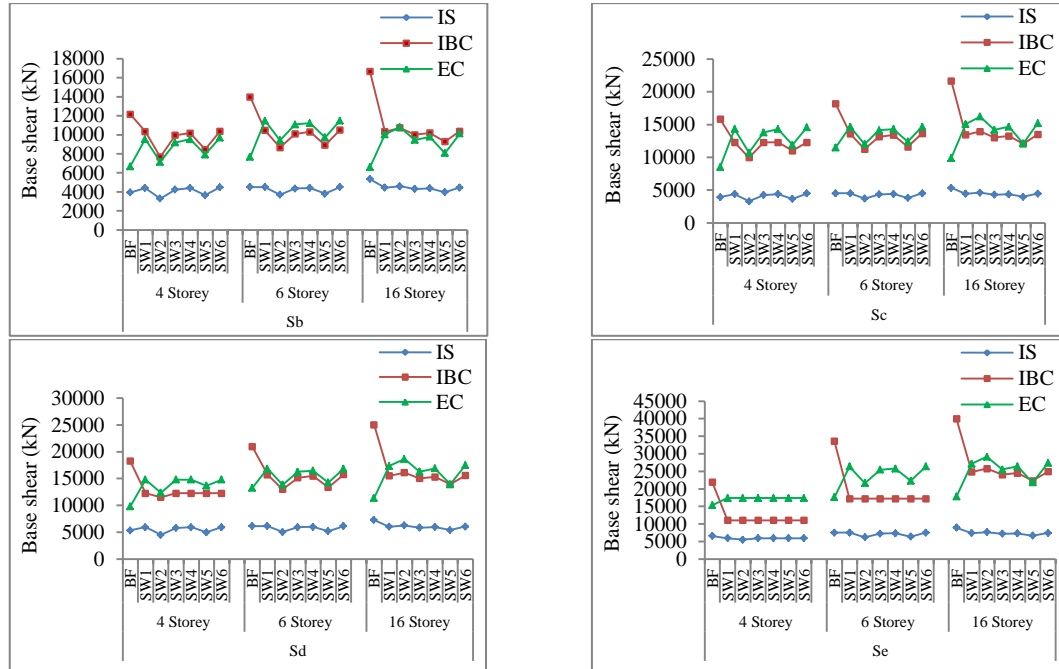 IS
IBC
EC
Base shear (kN)
18000
16000
14000
12000
10000
8000
6000
4000
2000
0
BF SW1 SW2 SW3 SW4 SW5 SW6 BF SW1 SW2 SW3 SW4 SW5 SW6 BF SW1 SW2 SW3 SW4 SW5 SW6
4 Storey 6 Storey 16 Storey
Sb
IS
IBC
EC
Base shear (kN)
25000
20000
15000
10000
5000
0
BF SW1 SW2 SW3 SW4 SW5 SW6 BF SW1 SW2 SW3 SW4 SW5 SW6 BF SW1 SW2 SW3 SW4 SW5 SW6
4 Storey 6 Storey 16 Storey
Sc
IS
IBC
EC
Base shear (kN)
30000
25000
20000
15000
10000
5000
0
BF SW1 SW2 SW3 SW4 SW5 SW6 BF SW1 SW2 SW3 SW4 SW5 SW6 BF SW1 SW2 SW3 SW4 SW5 SW6
4 Storey 6 Storey 16 Storey
Sd
IS
IBC
EC
Base shear (kN)
45000
40000
35000
30000
25000
20000
15000
10000
5000
0
BF SW1 SW2 SW3 SW4 SW5 SW6 BF SW1 SW2 SW3 SW4 SW5 SW6 BF SW1 SW2 SW3 SW4 SW5 SW6
4 Storey 6 Storey 16 Storey
Se